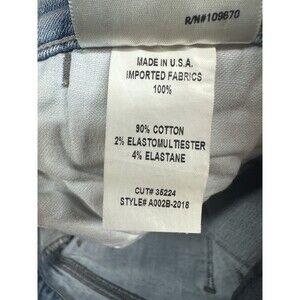 R/N#109670
MADE IN U.S.A.
IMPORTED FABRICS
100%
90% COTTON
2% ELASTOMULTIESTER
4% ELASTANE
CUT# 35224
STYLE# A002B-2018